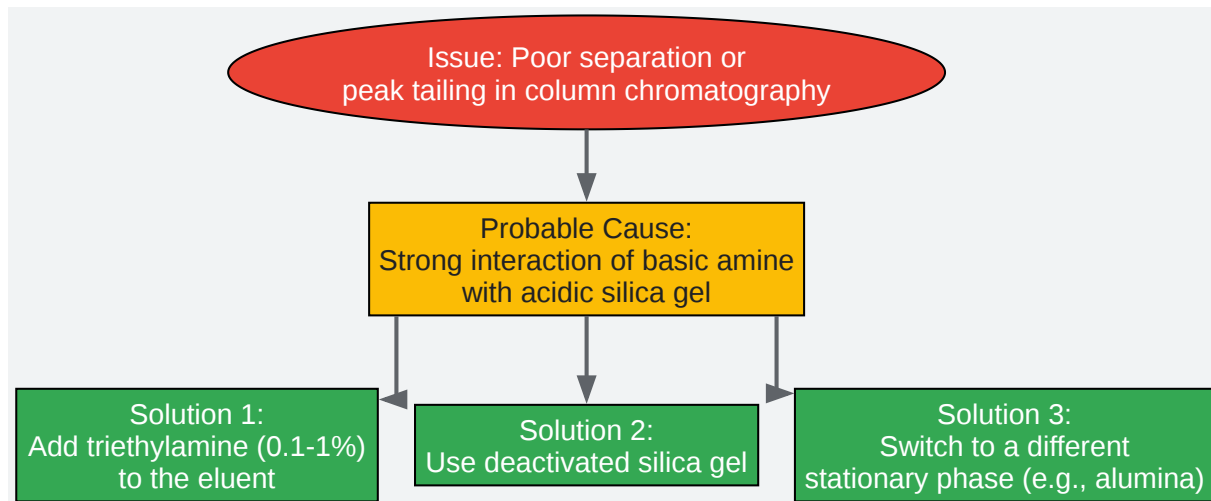 Issue: Poor separation or
peak tailing in column chromatography
Probable Cause:
Strong interaction of basic amine
with acidic silica gel
Solution 1:
Add triethylamine (0.1-1%)
to the eluent
Solution 2:
Use deactivated silica gel
Solution 3:
Switch to a different
stationary phase (e.g., alumina)